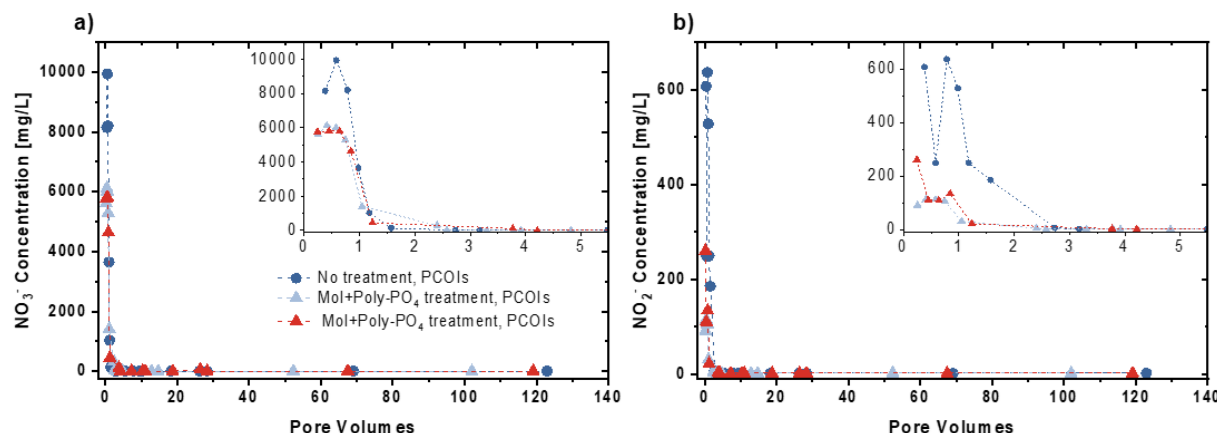 a)
NO₃⁻ Concentration [mg/L]
10000
8000
6000
4000
2000
0
0 20 40 60 80 100 120 140
Pore Volumes
10000
8000
6000
4000
2000
0
0 1 2 3 4 5
No treatment, PCOIs
Mol+Poly-PO₄ treatment, PCOIs
Mol+Poly-PO₄ treatment, PCOIs
b)
NO₂⁻ Concentration [mg/L]
600
400
200
0
0 20 40 60 80 100 120 140
Pore Volumes
600
400
200
0
0 1 2 3 4 5